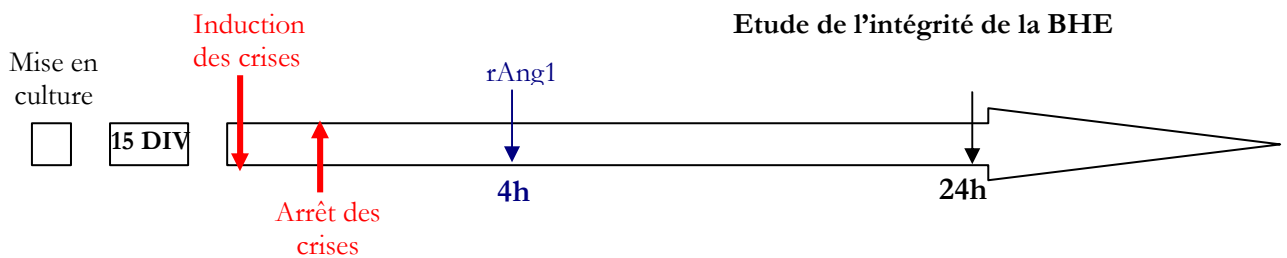 Induction
des crises
Etude de l'intégrité de la BHE
Mise en
culture
rAng1
15 DIV
4h
24h
Arrêt des
crises